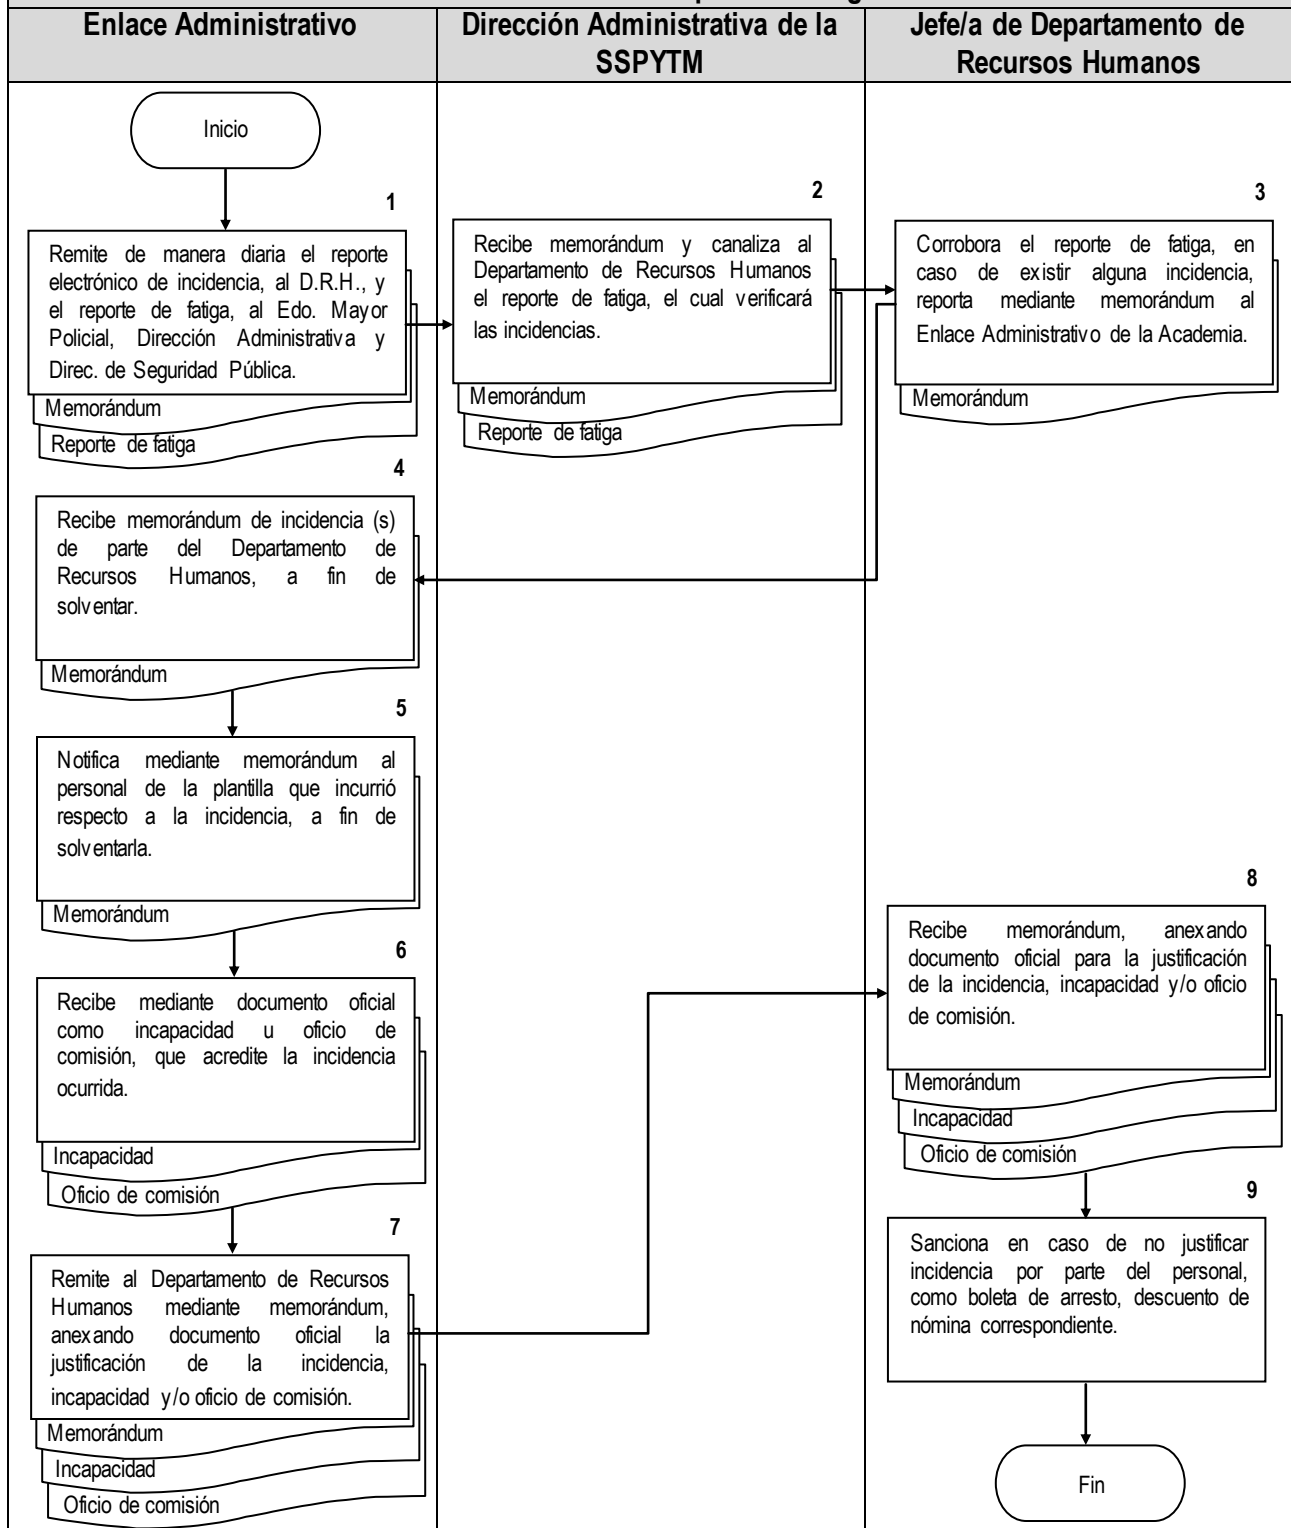 Enlace Administrativo
Dirección Administrativa de la
SSPYTM
Jefe/a de Departamento de
Recursos Humanos
Inicio
1
Remite de manera diaria el reporte
electrónico de incidencia, al D.R.H., y
el reporte de fatiga, al Edo. Mayor
Policial, Dirección Administrativa y
Direc. de Seguridad Pública.
Memorándum
Reporte de fatiga
2
Recibe memorándum y canaliza al
Departamento de Recursos Humanos
el reporte de fatiga, el cual verificará
las incidencias.
Memorándum
Reporte de fatiga
3
Corrobora el reporte de fatiga, en
caso de existir alguna incidencia,
reporta mediante memorándum al
Enlace Administrativo de la Academia.
Memorándum
4
Recibe memorándum de incidencia (s)
de parte del Departamento de
Recursos Humanos, a fin de
solventar.
Memorándum
5
Notifica mediante memorándum al
personal de la plantilla que incurrió
respecto a la incidencia, a fin de
solventarla.
Memorándum
6
Recibe mediante documento oficial
como incapacidad u oficio de
comisión, que acredite la incidencia
ocurrida.
Incapacidad
Oficio de comisión
7
Remite al Departamento de Recursos
Humanos mediante memorándum,
anexando documento oficial la
justificación de la incidencia,
incapacidad y/o oficio de comisión.
Memorándum
Incapacidad
Oficio de comisión
8
Recibe memorándum, anexando
documento oficial para la justificación
de la incidencia, incapacidad y/o oficio
de comisión.
Memorándum
Incapacidad
Oficio de comisión
9
Sanciona en caso de no justificar
incidencia por parte del personal,
como boleta de arresto, descuento de
nómina correspondiente.
Fin